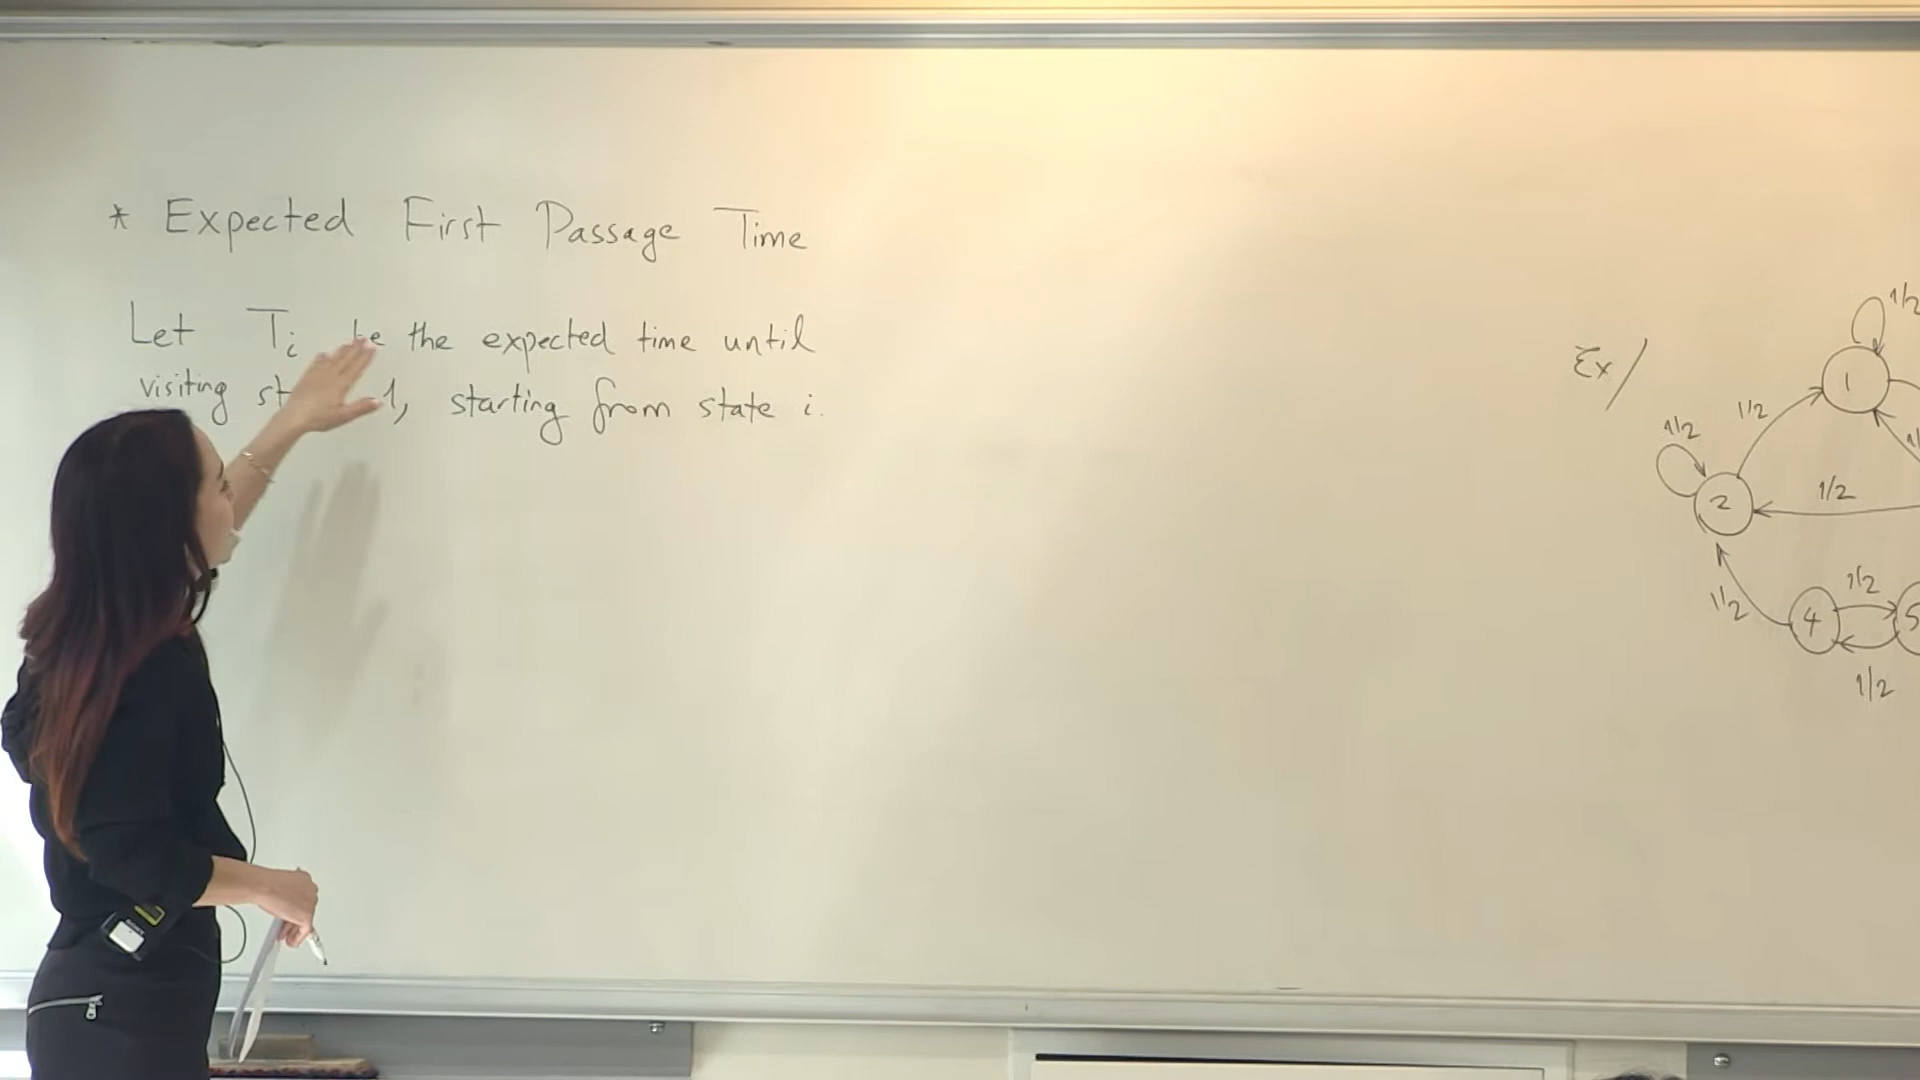 * Expected First Passage Time
Let Ti be the expected time until
visiting st 1, starting from state i.
Ex/
1/2
1
1/2
1/2
2
1/2
1/2
1/2
4
5
1/2